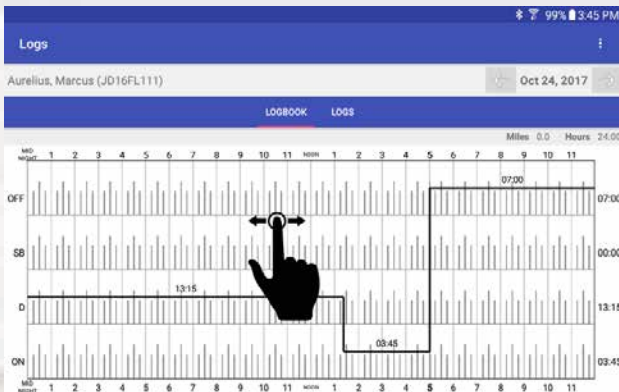 99% 3:45 PM
Logs
Aurelius, Marcus (JD16FL111)
Oct 24, 2017
LOGBOOK LOGS
Miles 0.0 Hours 24.00
MID NIGHT 1 2 3 4 5 6 7 8 9 10 11 NOON 1 2 3 4 5 6 7 8 9 10 11
07:00
OFF 07:00
SB 00:00
13:15
D 13:15
03:45
ON 03:45
MID NIGHT 1 2 3 4 5 6 7 8 9 10 11 NOON 1 2 3 4 5 6 7 8 9 10 11